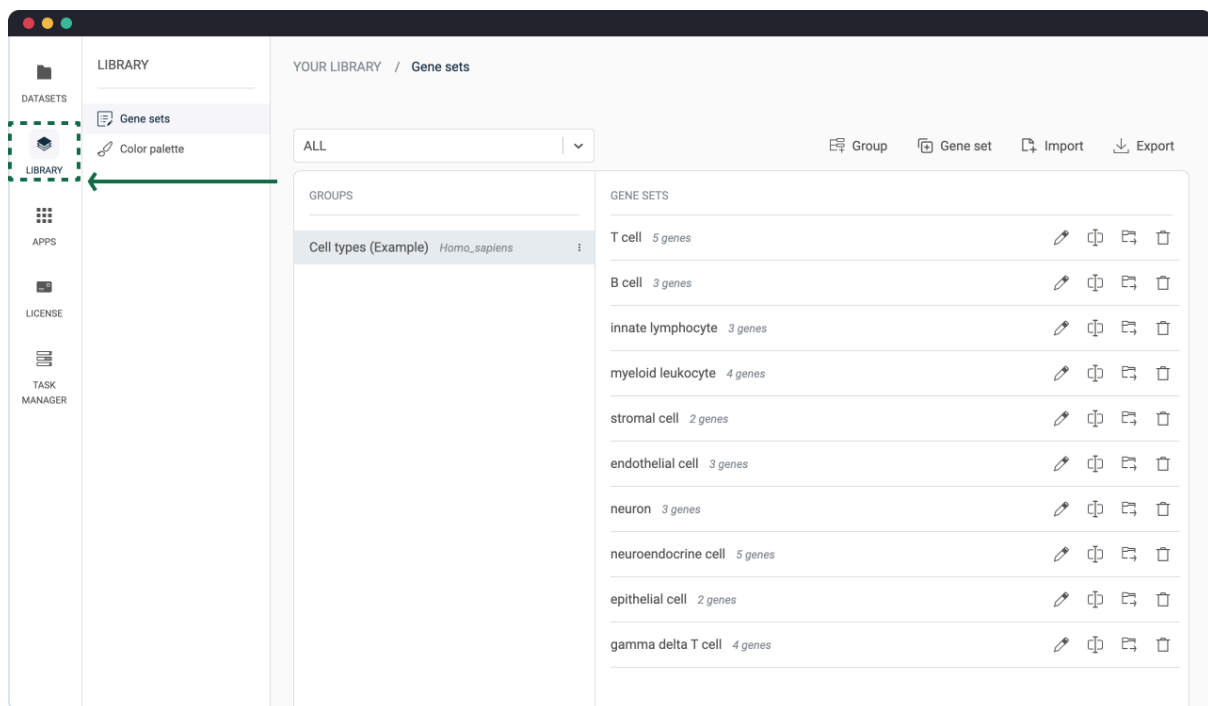 DATASETS
LIBRARY
APPS
LICENSE
TASK
MANAGER
LIBRARY
Gene sets
Color palette
YOUR LIBRARY / Gene sets
ALL
Group
Gene set
Import
Export
GROUPS
Cell types (Example) Homo_sapiens
GENE SETS
T cell 5 genes
B cell 3 genes
innate lymphocyte 3 genes
myeloid leukocyte 4 genes
stromal cell 2 genes
endothelial cell 3 genes
neuron 3 genes
neuroendocrine cell 5 genes
epithelial cell 2 genes
gamma delta T cell 4 genes